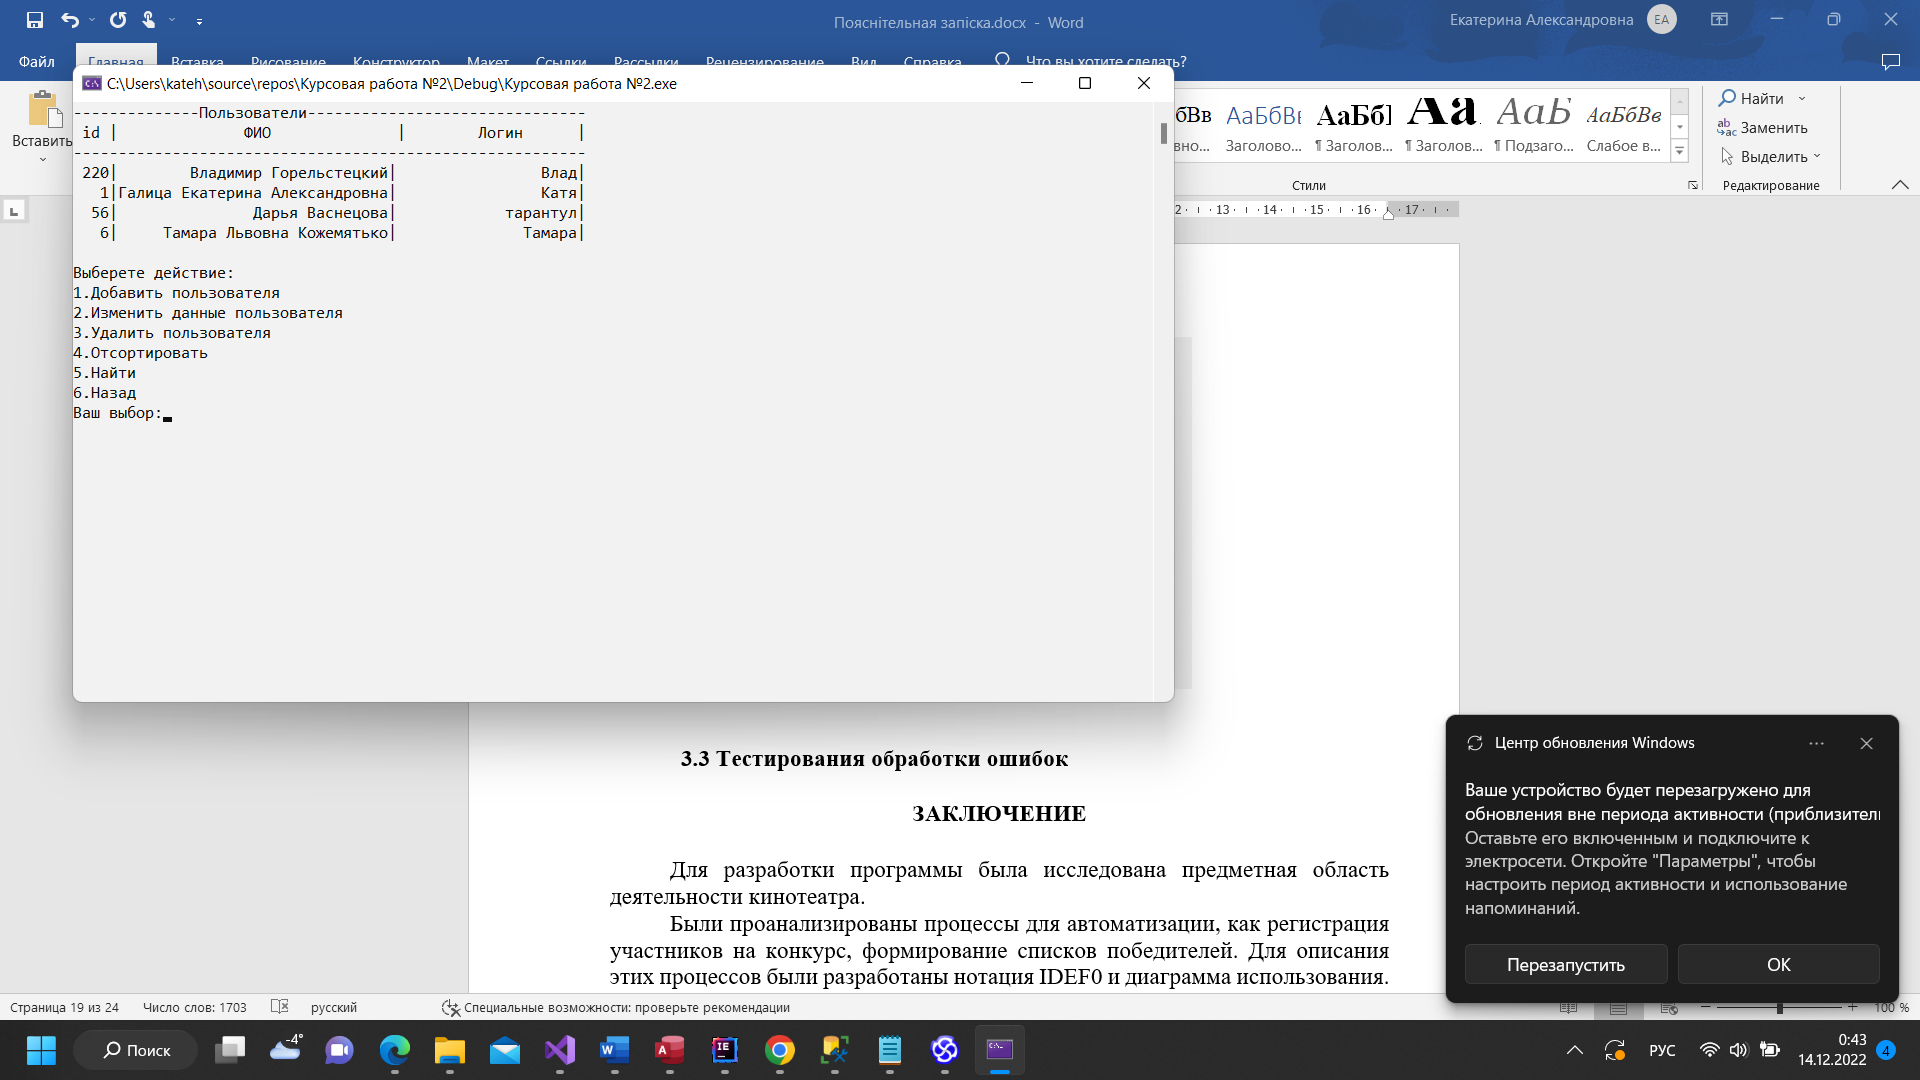 Пояснітельная запіска.docx - Word
Екатерина Александровна
EA
Файл
Главная
Вставка
Рисование
Конструктор
Макет
Ссылки
Рассылки
Рецензирование
Вид
Справка
Что вы хотите сделать?
C:\Users\kateh\source\repos\Курсовая работа №2\Debug\Курсовая работа №2.exe
Вставить
--------------Пользователи-------------------------------
id | ФИО | Логин |
---------------------------------------------------------
220| Владимир Горельстецкий| Влад|
1|Галица Екатерина Александровна| Катя|
56| Дарья Васнецова| тарантул|
6| Тамара Львовна Кожемятько| Тамара|
Выберете действие:
1.Добавить пользователя
2.Изменить данные пользователя
3.Удалить пользователя
4.Отсортировать
5.Найти
6.Назад
Ваш выбор:
АаБбВі АаБб] Аа АаБ АаБбВв
Заголово... ¶ Заголов... ¶ Заголов... ¶ Подзаго... Слабое в...
Стили
Найти
Заменить
Выделить
Редактирование
2 · 13 · 14 · 15 · 16 · 17
3.3 Тестирования обработки ошибок
ЗАКЛЮЧЕНИЕ
Для разработки программы была исследована предметная область
деятельности кинотеатра.
Были проанализированы процессы для автоматизации, как регистрация
участников на конкурс, формирование списков победителей. Для описания
этих процессов были разработаны нотация IDEF0 и диаграмма использования.
Центр обновления Windows
Ваше устройство будет перезагружено для
обновления вне периода активности (приблизител
Оставьте его включенным и подключите к
электросети. Откройте "Параметры", чтобы
настроить период активности и использование
напоминаний.
Перезапустить
ОК
Страница 19 из 24
Число слов: 1703
русский
Специальные возможности: проверьте рекомендации
100 %
Поиск
-4°
РУС
0:43
14.12.2022
4